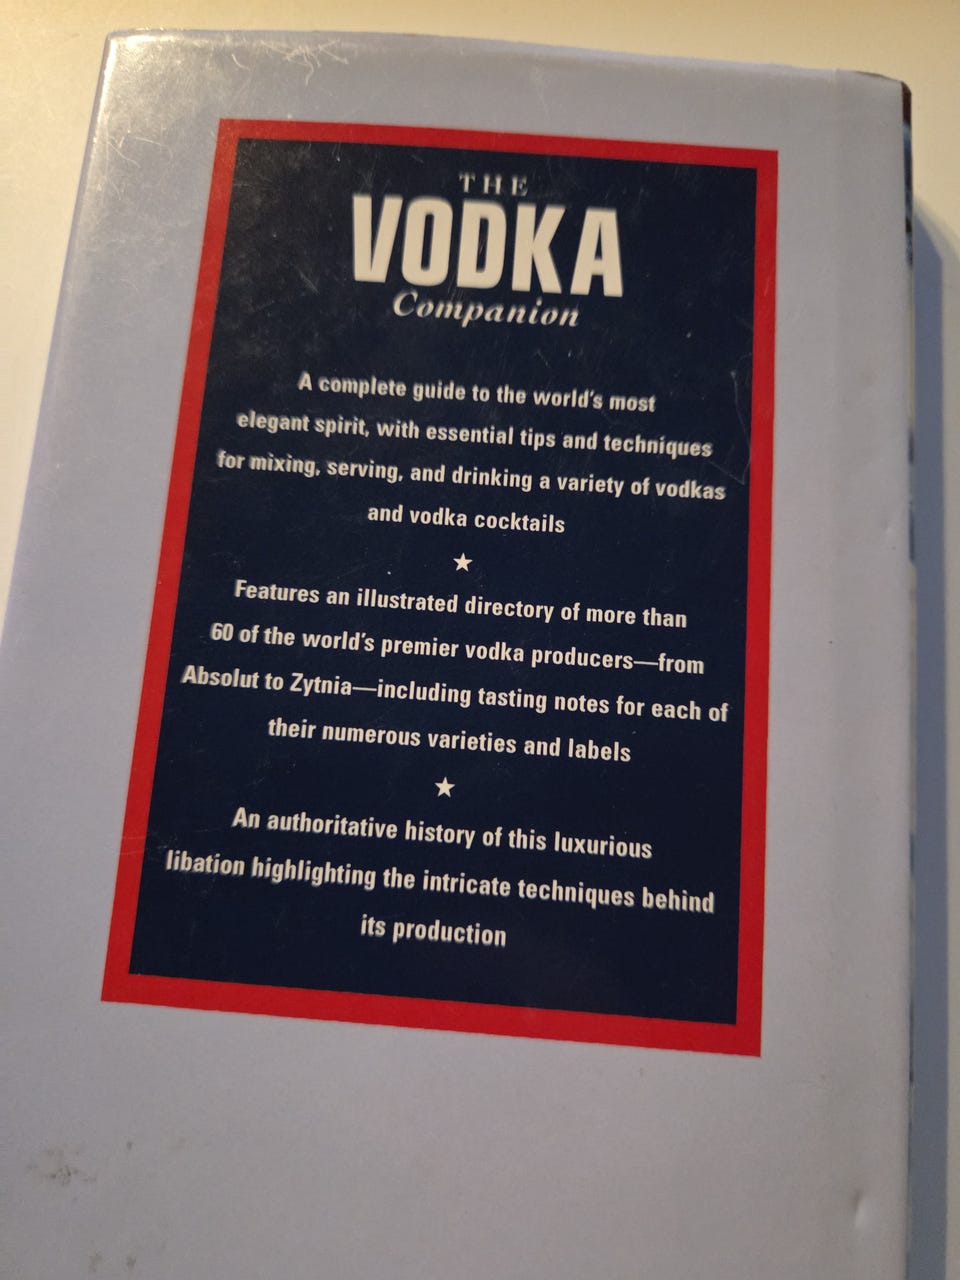 THE
VODKA
Companion
A complete guide to the world's most
elegant spirit, with essential tips and techniques
for mixing, serving, and drinking a variety of vodkas
and vodka cocktails
Features an illustrated directory of more than
60 of the world's premier vodka producers—from
Absolut to Zytnia—including tasting notes for each of
their numerous varieties and labels
An authoritative history of this luxurious
libation highlighting the intricate techniques behind
its production